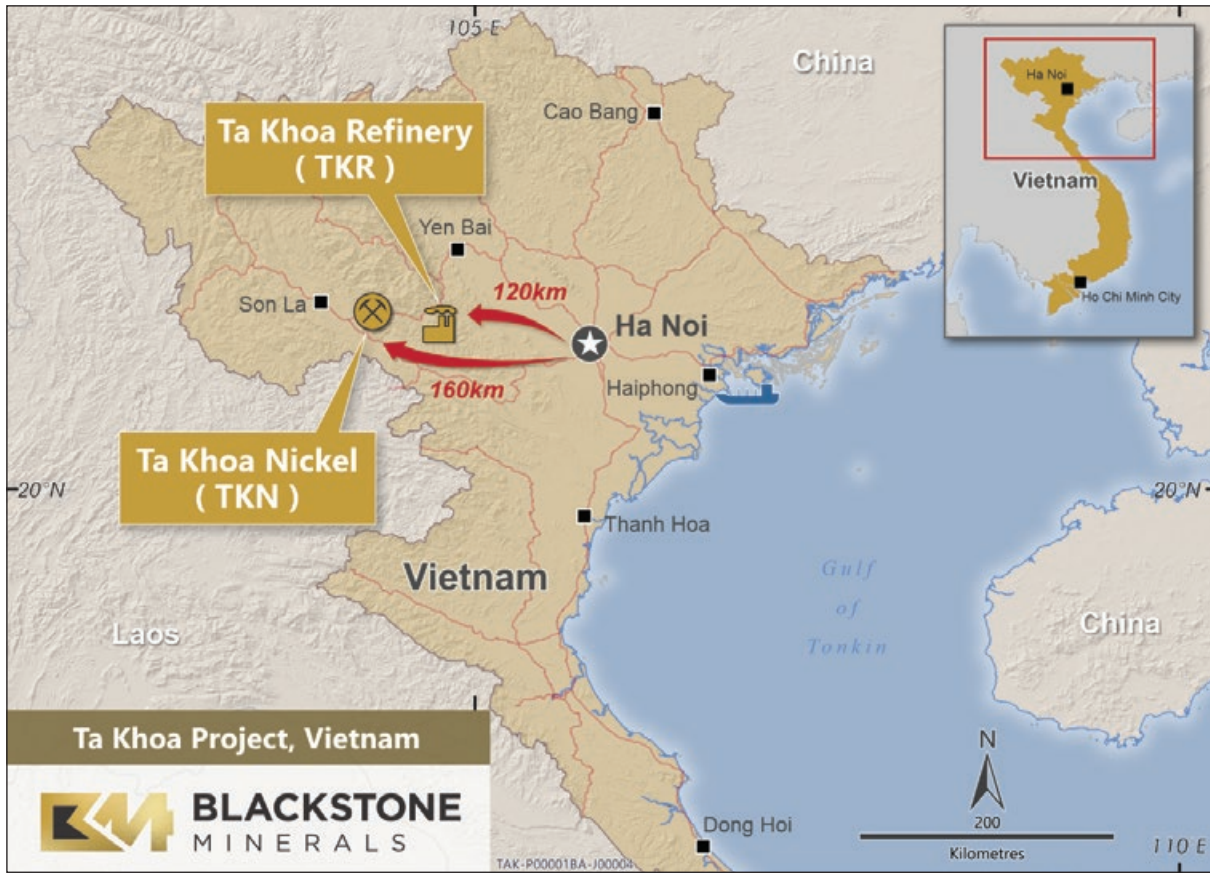 105 E
China
Ha Noi
Vietnam
Ho Chi Minh City
Cao Bang
Ta Khoa Refinery
( TKR )
Yen Bai
Son La
120km
Ha Noi
160km
Haiphong
Ta Khoa Nickel
( TKN )
20°N
20°N
Thanh Hoa
Vietnam
Gulf
of
Tonkin
Laos
China
Ta Khoa Project, Vietnam
BLACKSTONE
MINERALS
TAK-P00001BA-J00004
Dong Hoi
N
200
Kilometres
110 E